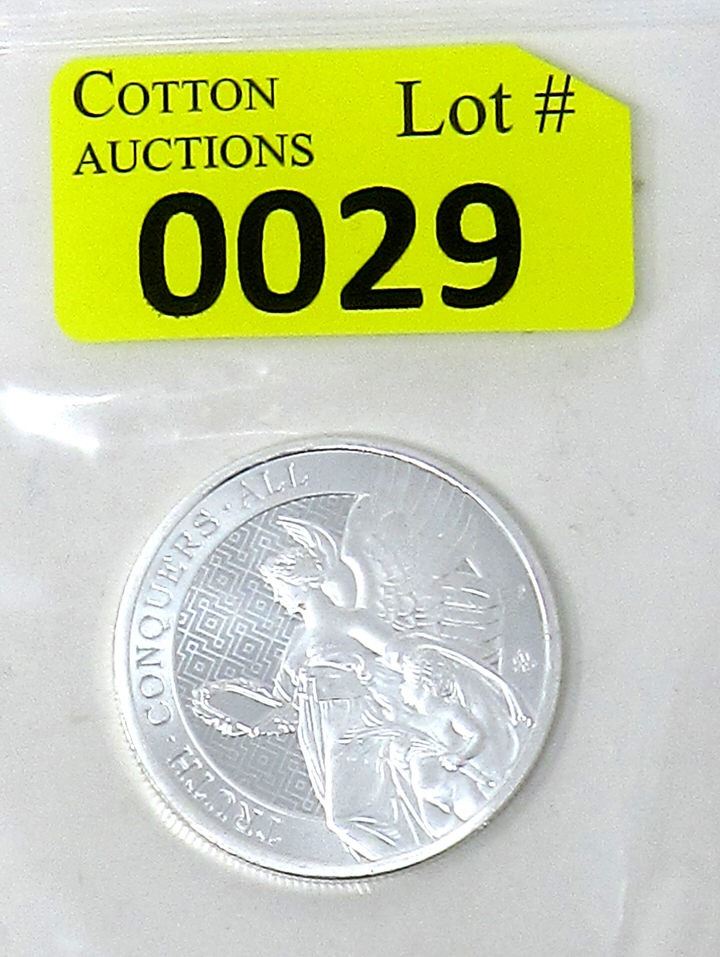 COTTON
AUCTIONS
Lot #
0029
TRUTH · CONQUERS · ALL